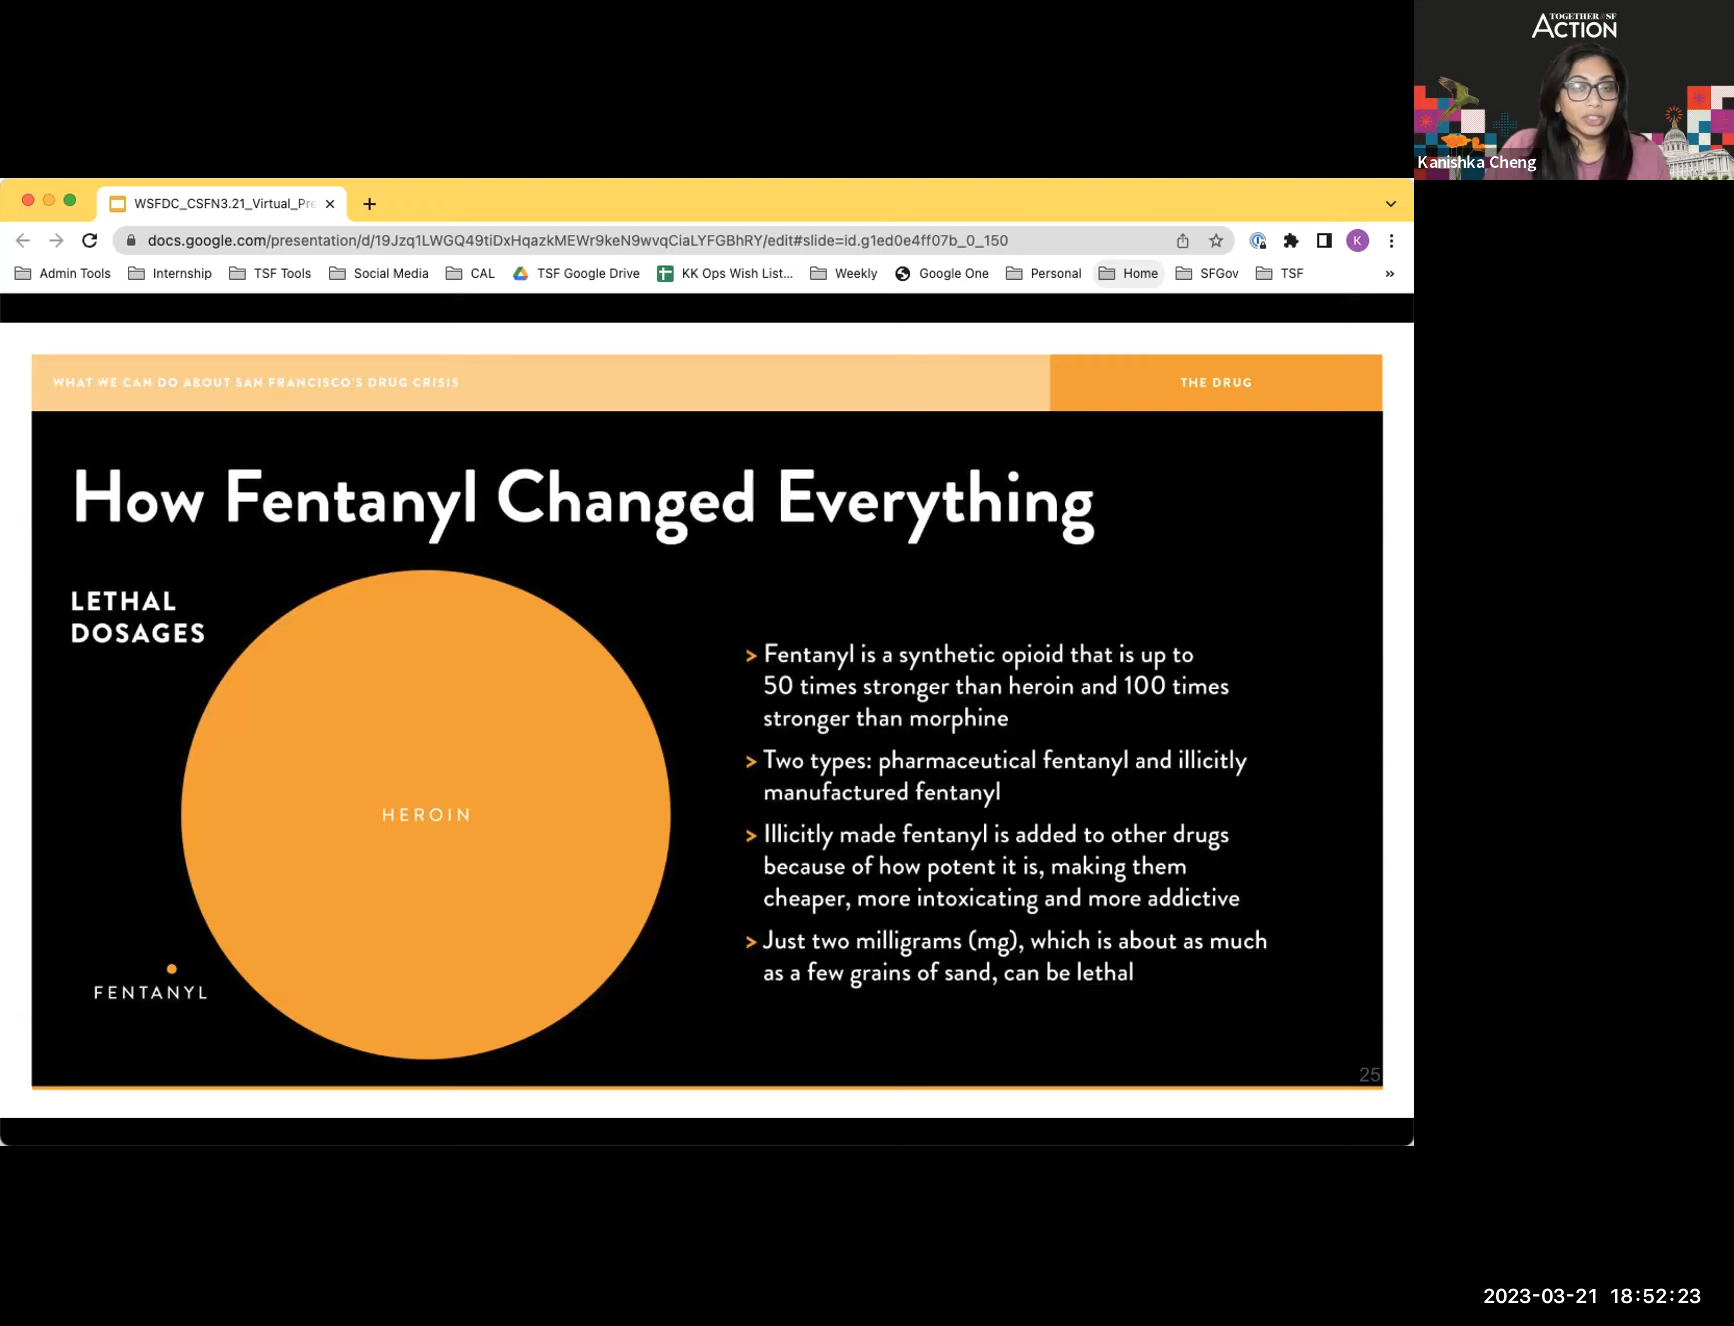 TOGETHER SF
ACTION
Kanishka Cheng
WSFDC_CSFN3.21_Virtual_Pre
docs.google.com/presentation/d/19Jzq1LWGQ49tiDxHqazkMEWr9keN9wvqCiaLYFGBhRY/edit#slide=id.g1ed0e4ff07b_0_150
K
Admin Tools Internship TSF Tools Social Media CAL TSF Google Drive KK Ops Wish List... Weekly Google One Personal Home SFGov TSF »
WHAT WE CAN DO ABOUT SAN FRANCISCO'S DRUG CRISIS
THE DRUG
How Fentanyl Changed Everything
LETHAL
DOSAGES
HEROIN
FENTANYL
> Fentanyl is a synthetic opioid that is up to
50 times stronger than heroin and 100 times
stronger than morphine
> Two types: pharmaceutical fentanyl and illicitly
manufactured fentanyl
> Illicitly made fentanyl is added to other drugs
because of how potent it is, making them
cheaper, more intoxicating and more addictive
> Just two milligrams (mg), which is about as much
as a few grains of sand, can be lethal
25
2023-03-21 18:52:23